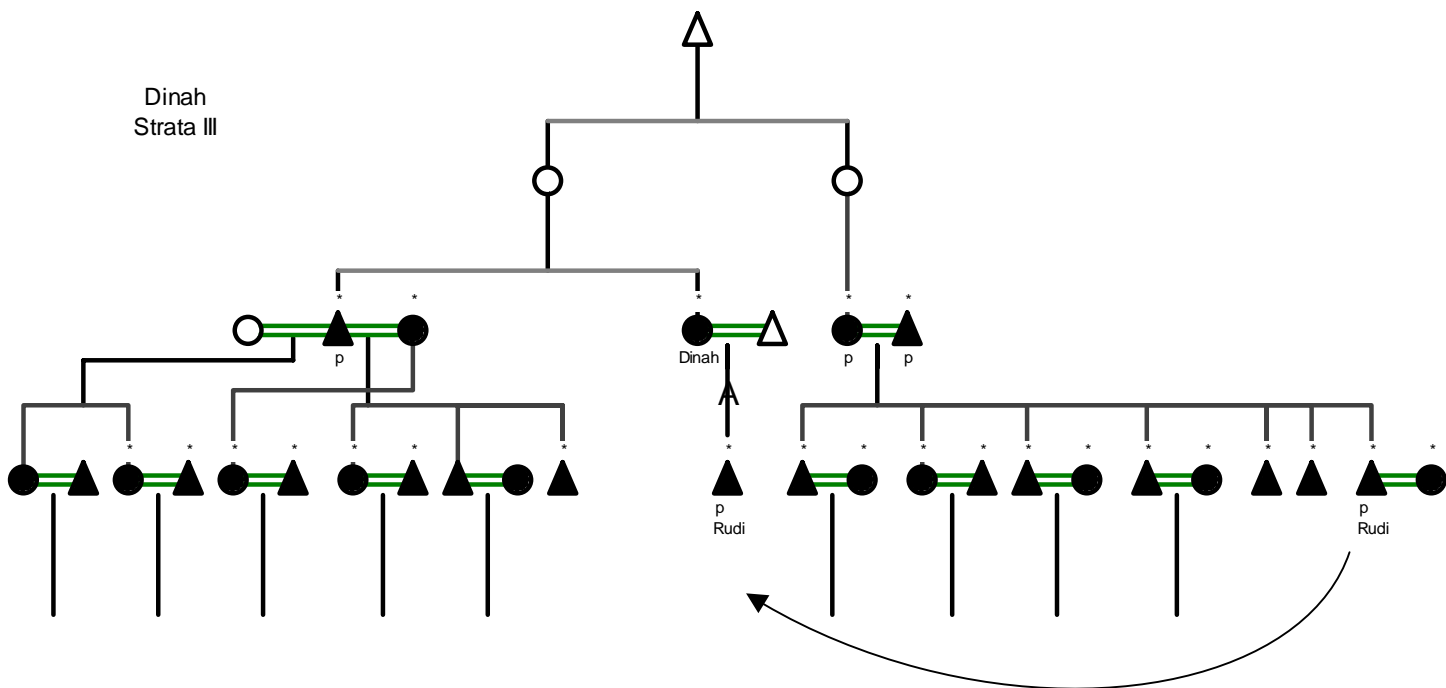 Dinah
Strata III
* * * * *
p Dinah p p
A
* * * * * * * * * * * * * * * * * * * *
p p
Rudi Rudi